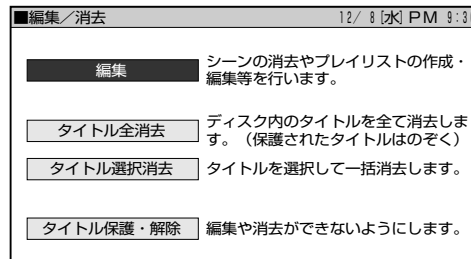 ■編集／消去 12/ 8 [水] PM 9:3
編集 シーンの消去やプレイリストの作成・
編集等を行います。
タイトル全消去 ディスク内のタイトルを全て消去しま
す。（保護されたタイトルはのぞく）
タイトル選択消去 タイトルを選択して一括消去します。
タイトル保護・解除 編集や消去ができないようにします。